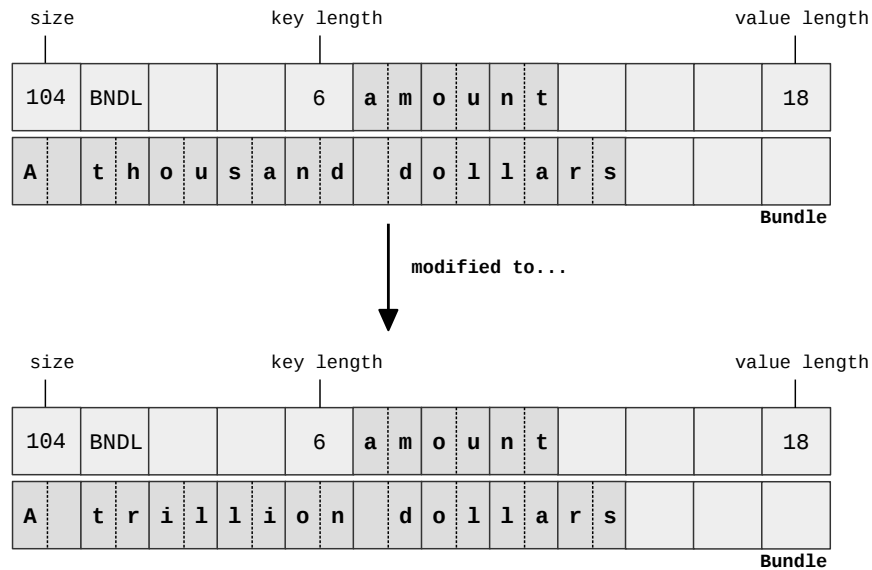 size key length value length
104 BNDL 6 a m o u n t 18
A t h o u s a n d d o l l a r s
Bundle
modified to...
size key length value length
104 BNDL 6 a m o u n t 18
A t r i l l i o n d o l l a r s
Bundle